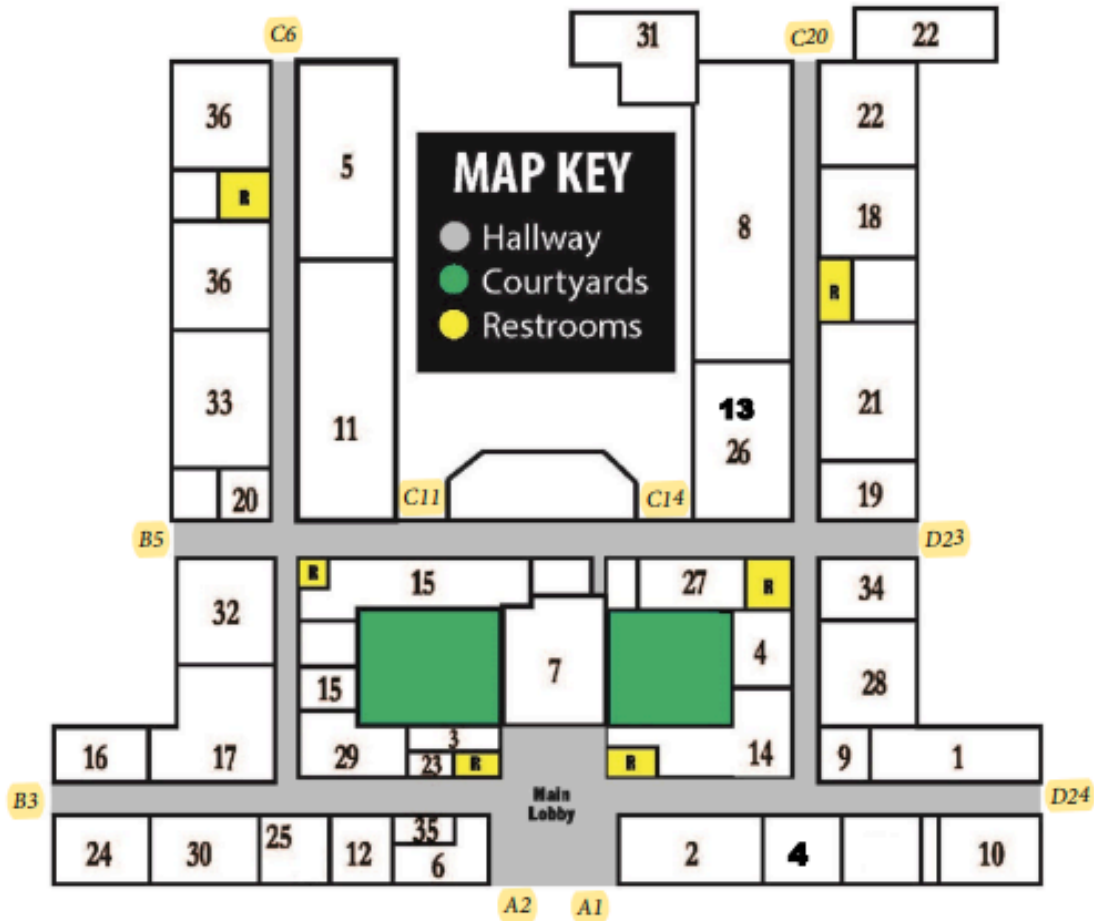 C6
31
C20
22
36
5
MAP KEY
22
R
Hallway
8
18
Courtyards
36
R
Restrooms
33
11
13
21
26
20
C11
C14
19
B5
D23
R
15
27
R
32
34
4
7
28
15
3
16
17
29
23
R
R
14
9
1
B3
Main
Lobby
D24
24
30
25
12
35
6
2
4
10
A2
A1